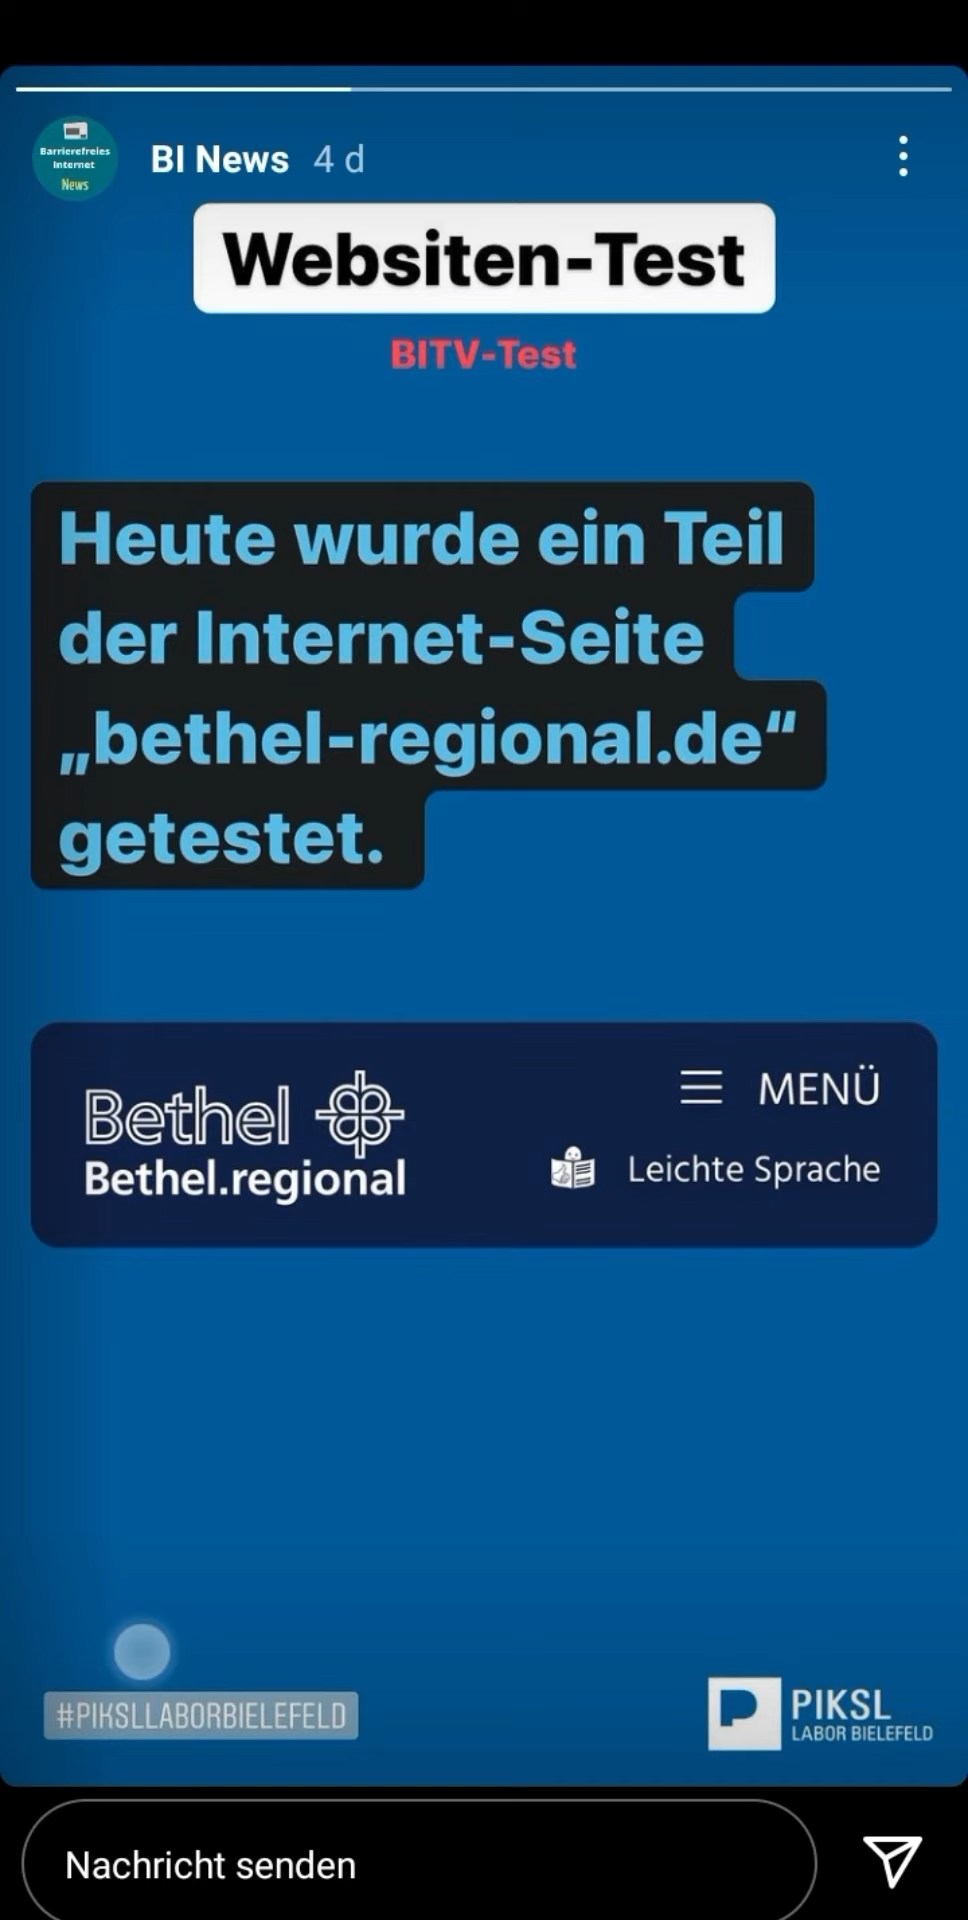 Barrierefreies
Internet
News
BI News 4 d
Websiten-Test
BITV-Test
Heute wurde ein Teil
der Internet-Seite
„bethel-regional.de“
getestet.
Bethel
Bethel.regional
MENÜ
Leichte Sprache
#PIKSLLABORBIELEFELD
PIKSL
LABOR BIELEFELD
Nachricht senden